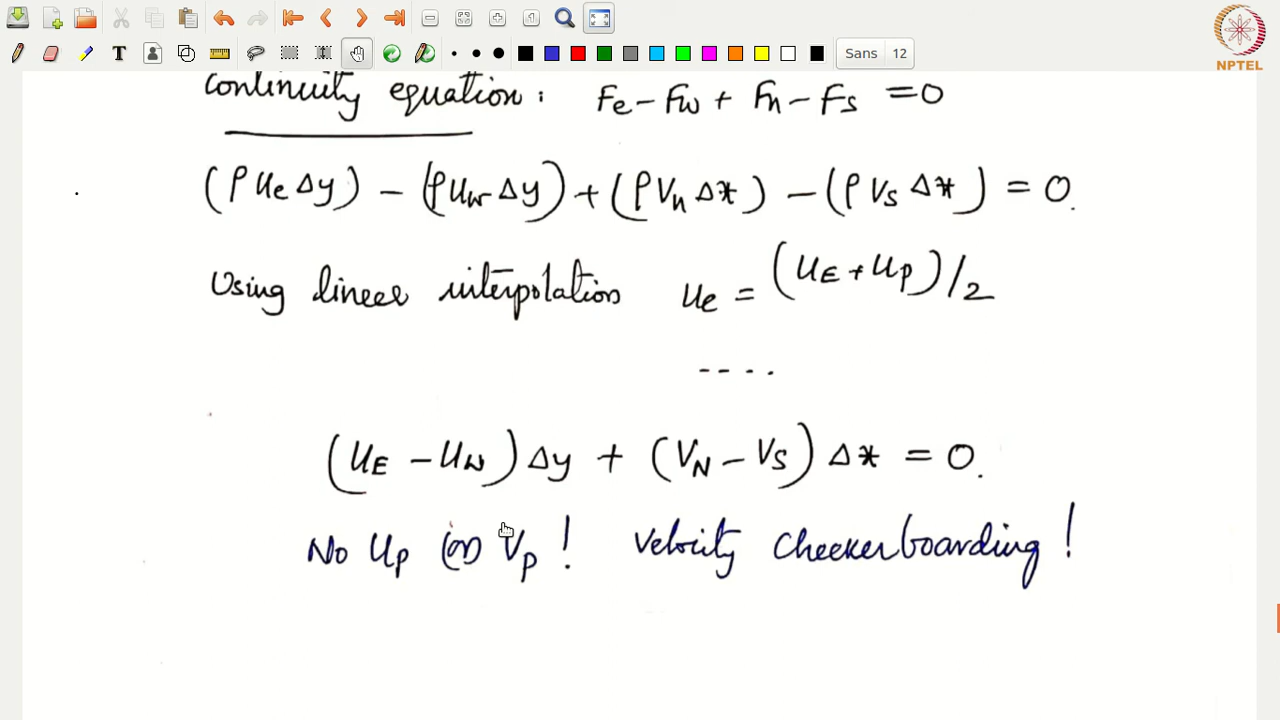 NPTEL
T
Sans 12
Continuity equation : Fe - Fw + Fn - Fs = 0
(ρ ue Δy) - (ρ uw Δy) + (ρ Vn Δx) - (ρ Vs Δx) = 0.
Using linear interpolation ue = (uE + uP)/2
----.
(uE - uW) Δy + (VN - VS) Δx = 0.
No uP (or) VP ! Velocity Checkerboarding !